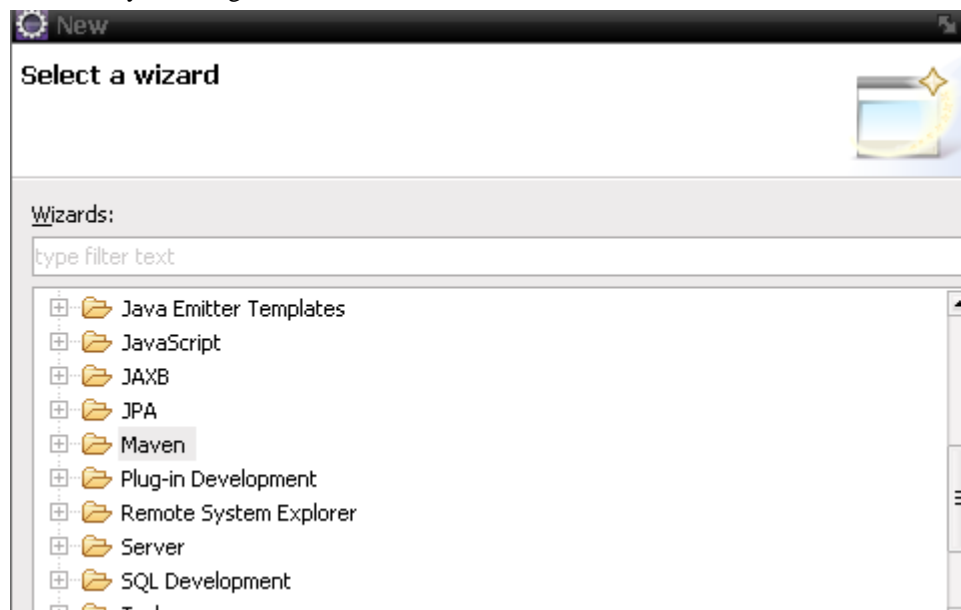 New
Select a wizard
Wizards:
type filter text
Java Emitter Templates
JavaScript
JAXB
JPA
Maven
Plug-in Development
Remote System Explorer
Server
SQL Development